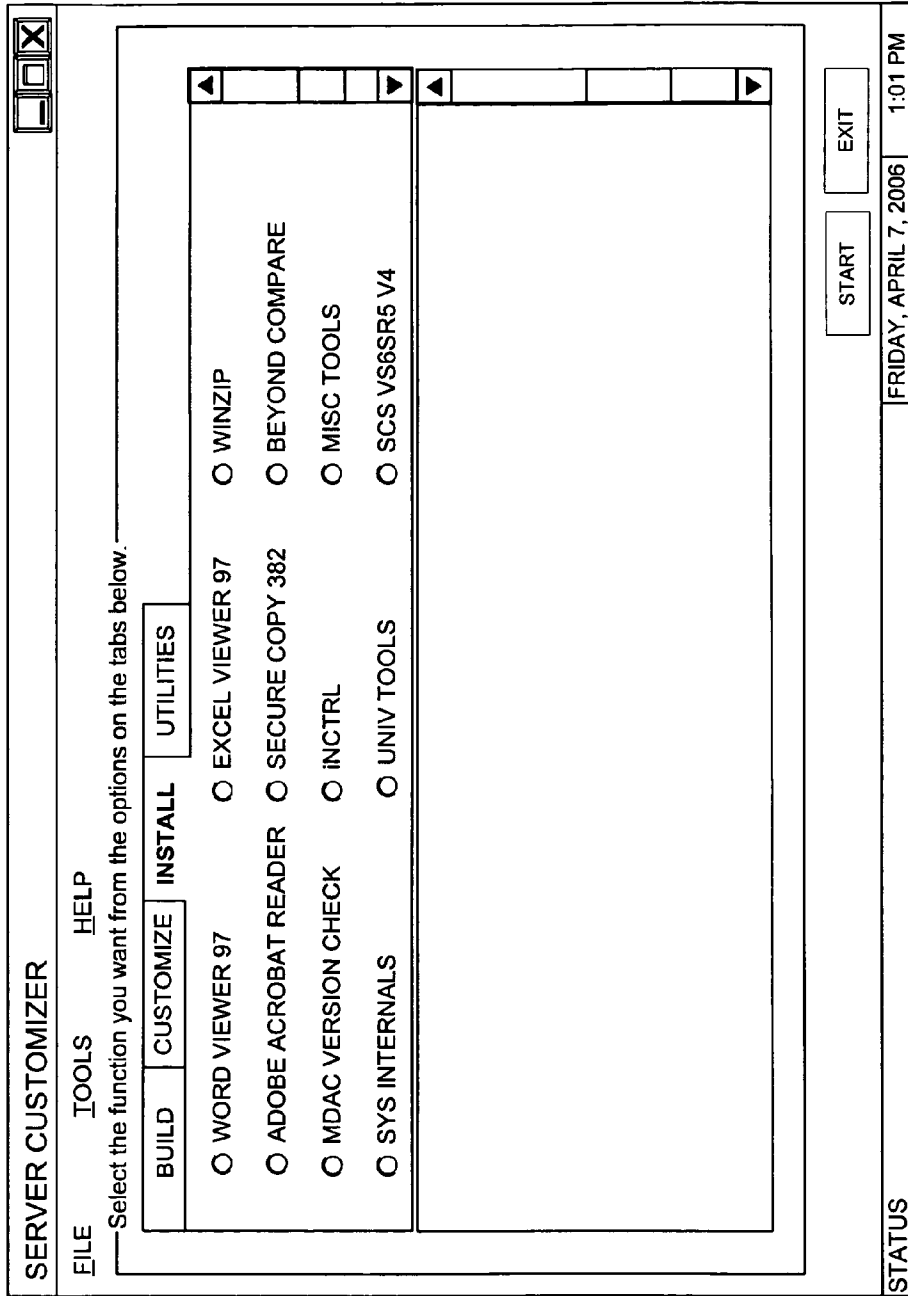 SERVER CUSTOMIZER
FILE TOOLS HELP
Select the function you want from the options on the tabs below.
BUILD CUSTOMIZE INSTALL UTILITIES
WORD VIEWER 97 EXCEL VIEWER 97 WINZIP
ADOBE ACROBAT READER SECURE COPY 382 BEYOND COMPARE
MDAC VERSION CHECK iNCTRL MISC TOOLS
SYS INTERNALS UNIV TOOLS SCS VS6SR5 V4
START EXIT
STATUS FRIDAY, APRIL 7, 2006 1:01 PM